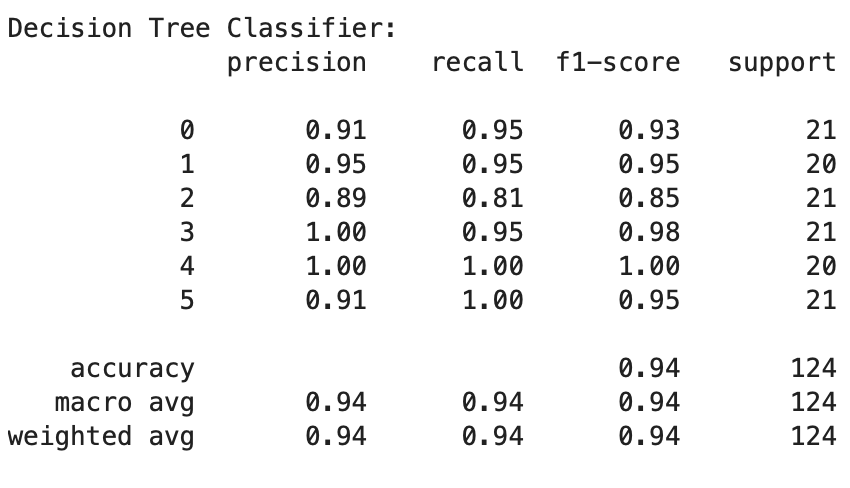 Decision Tree Classifier:
precision recall f1-score support
0 0.91 0.95 0.93 21
1 0.95 0.95 0.95 20
2 0.89 0.81 0.85 21
3 1.00 0.95 0.98 21
4 1.00 1.00 1.00 20
5 0.91 1.00 0.95 21
accuracy 0.94 124
macro avg 0.94 0.94 0.94 124
weighted avg 0.94 0.94 0.94 124